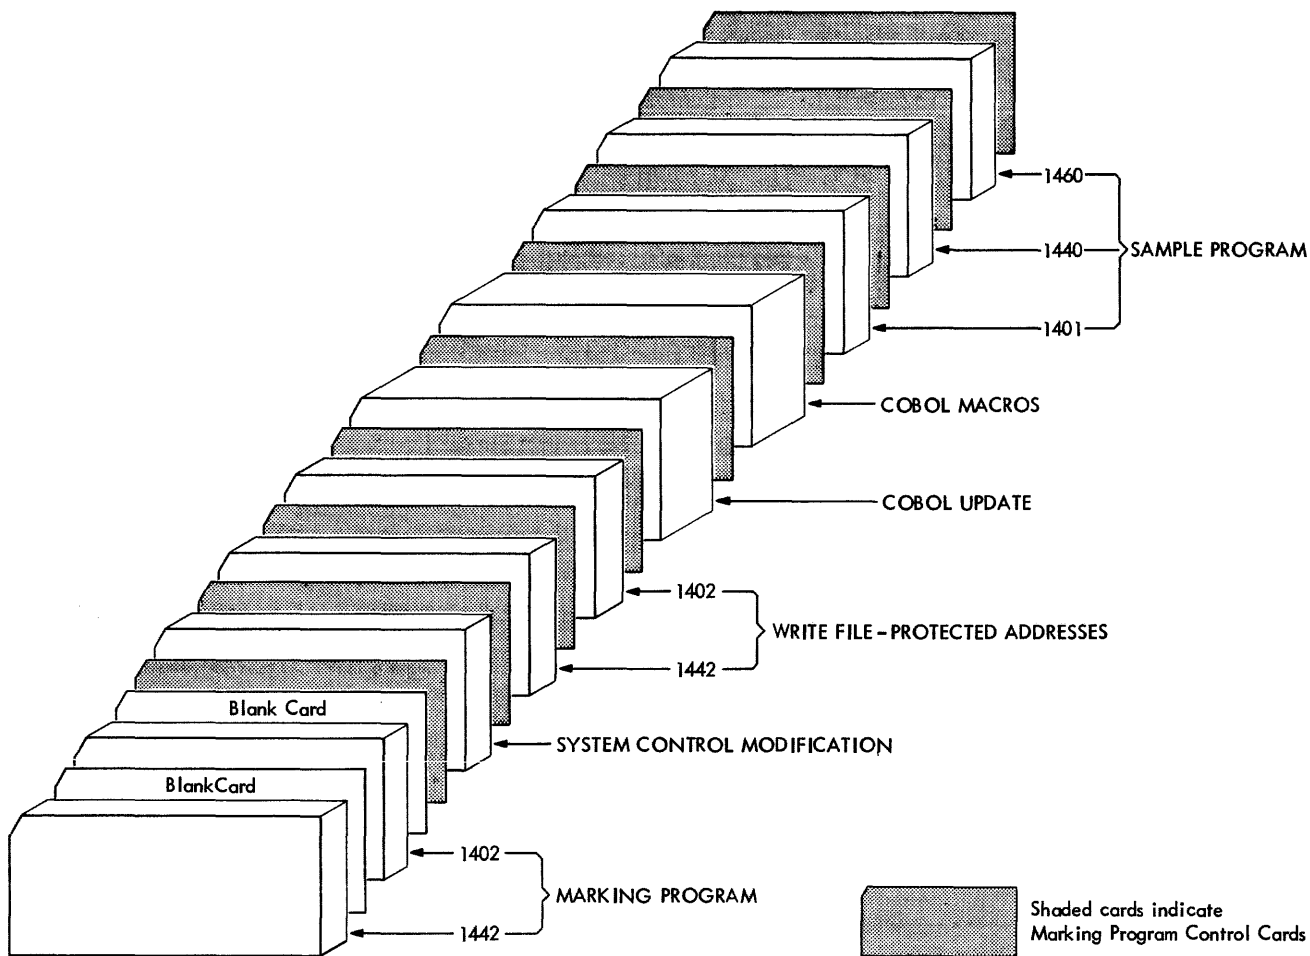 1460
1440
SAMPLE PROGRAM
1401
COBOL MACROS
COBOL UPDATE
1402
WRITE FILE-PROTECTED ADDRESSES
1442
Blank Card
SYSTEM CONTROL MODIFICATION
BlankCard
1402
MARKING PROGRAM
1442
Shaded cards indicate
Marking Program Control Cards